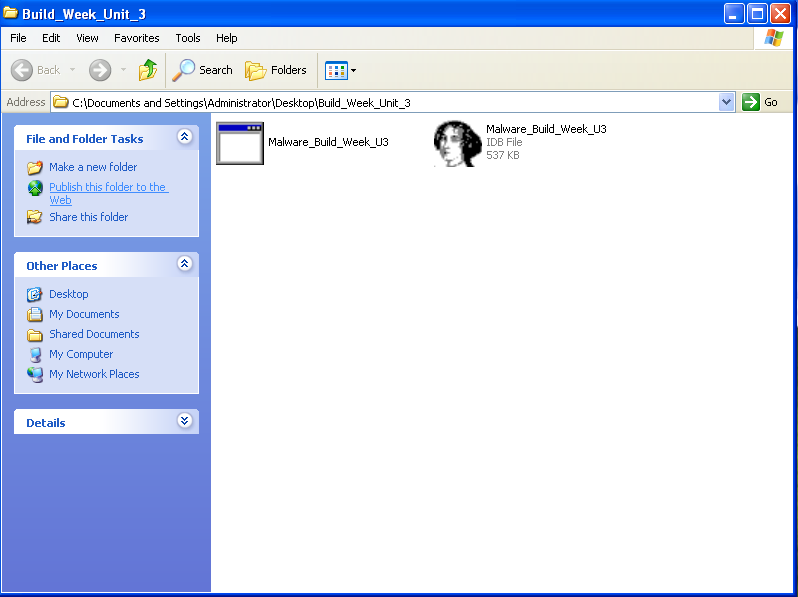 Build_Week_Unit_3
File Edit View Favorites Tools Help
Back Search Folders
Address C:\Documents and Settings\Administrator\Desktop\Build_Week_Unit_3 Go
File and Folder Tasks
Make a new folder
Publish this folder to the
Web
Share this folder
Other Places
Desktop
My Documents
Shared Documents
My Computer
My Network Places
Details
Malware_Build_Week_U3
Malware_Build_Week_U3
IDB File
537 KB